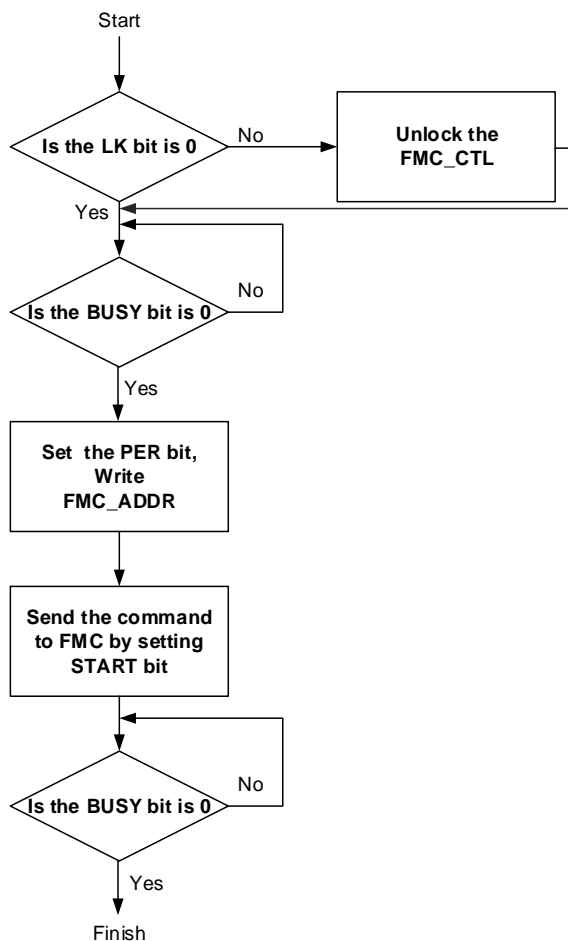 Start
Is the LK bit is 0
No
Unlock the
FMC_CTL
Yes
Is the BUSY bit is 0
No
Yes
Set the PER bit,
Write
FMC_ADDR
Send the command
to FMC by setting
START bit
Is the BUSY bit is 0
No
Yes
Finish